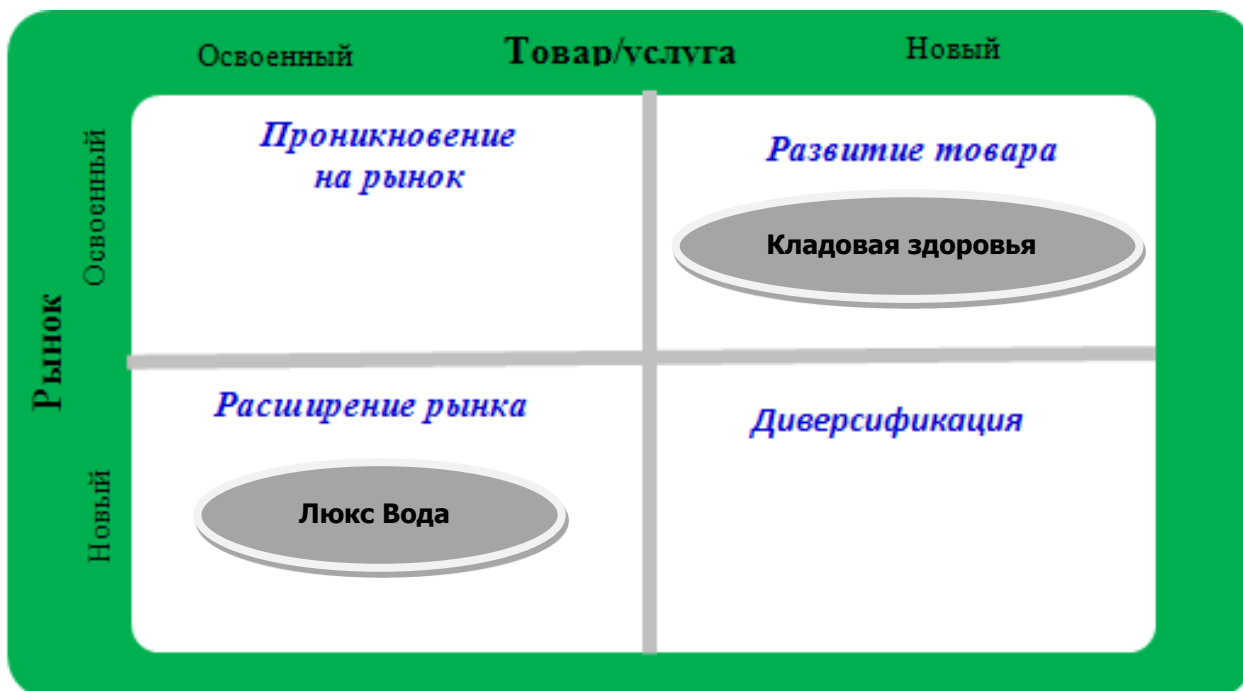 Освоенный Товар/услуга Новый
Рынок
Освоенный
Новый
Проникновение
на рынок
Развитие товара
Кладовая здоровья
Расширение рынка
Диверсификация
Люкс Вода